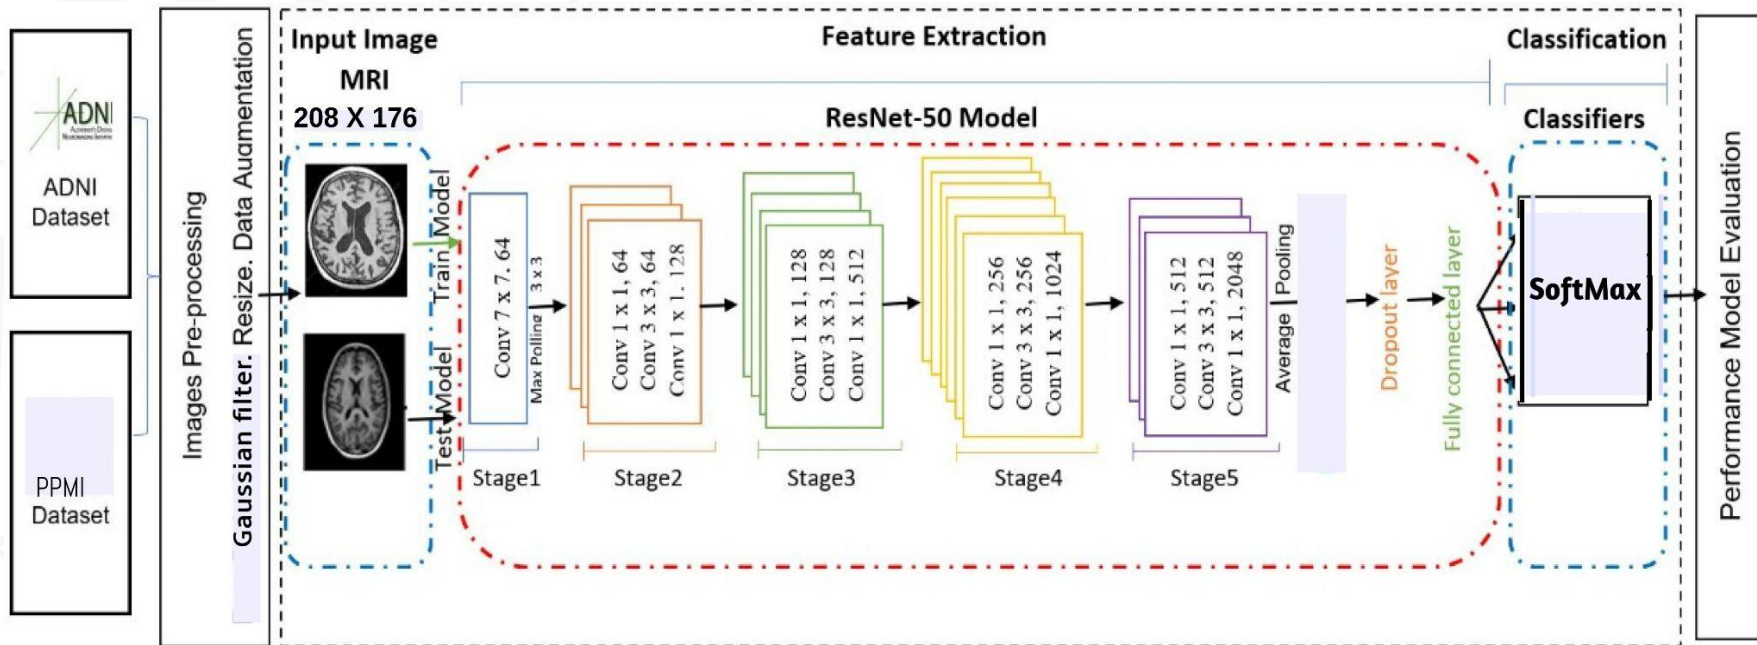 ADNI
ADNI
Dataset
PPMI
Dataset
Images Pre-processing
Gaussian filter. Resize. Data Augmentation
Input Image
MRI
208 X 176
Train Model
Test Model
Feature Extraction
ResNet-50 Model
Conv 7 x 7. 64
Max Polling 3 x 3
Stage1
Conv 1 x 1, 64
Conv 3 x 3, 64
Conv 1 x 1. 128
Stage2
Conv 1 x 1, 128
Conv 3 x 3, 128
Conv 1 x 1, 512
Stage3
Conv 1 x 1, 256
Conv 3 x 3, 256
Conv 1 x 1, 1024
Stage4
Conv 1 x 1, 512
Conv 3 x 3, 512
Conv 1 x 1, 2048
Stage5
Average Pooling
Dropout layer
Fully connected layer
Classification
Classifiers
SoftMax
Performance Model Evaluation